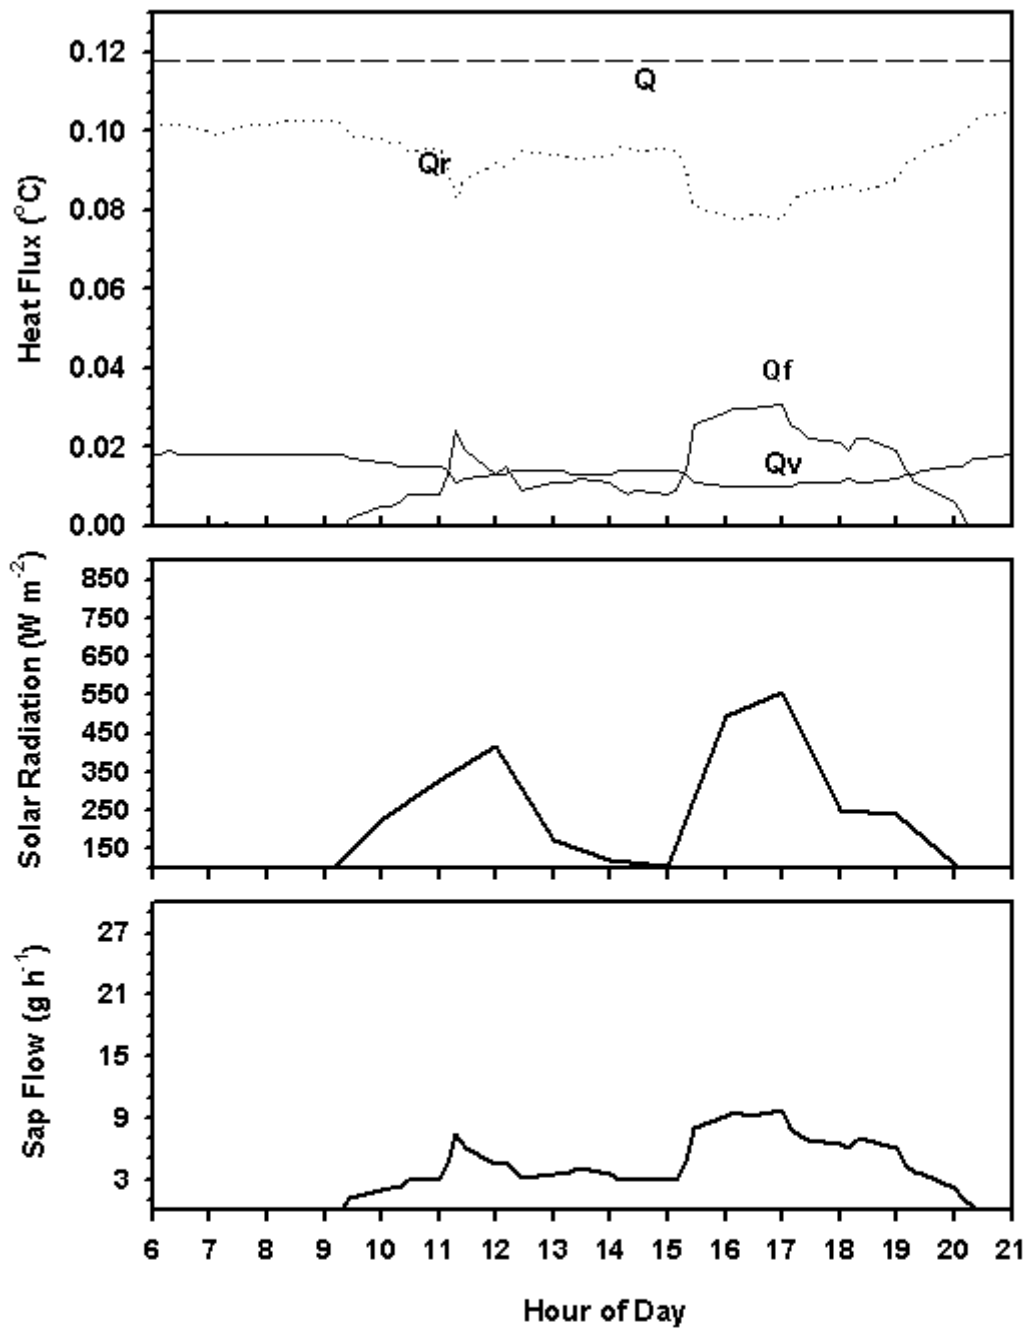 Heat Flux (°C)
0.12
0.10
0.08
0.06
0.04
0.02
0.00
Q
Qr
Qf
Qv
Solar Radiation (W m⁻²)
850
750
650
550
450
350
250
150
Sap Flow (g h⁻¹)
27
21
15
9
3
6 7 8 9 10 11 12 13 14 15 16 17 18 19 20 21
Hour of Day